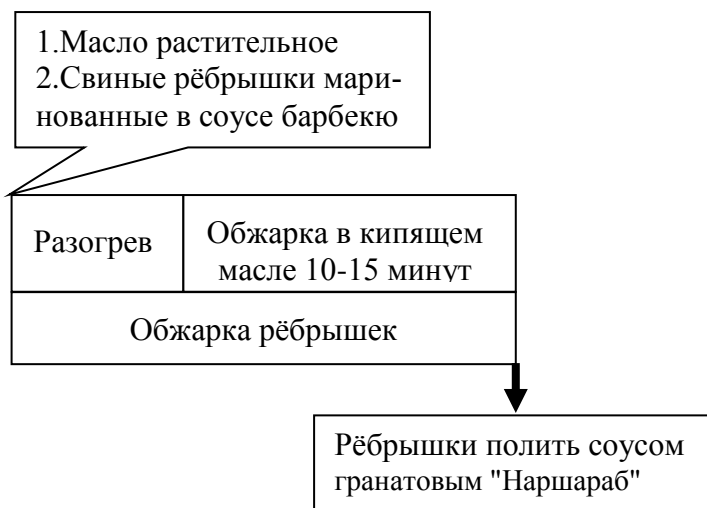 1.Масло растительное
2.Свиные рёбрышки мари-
нованные в соусе барбекю
Разогрев
Обжарка в кипящем
масле 10-15 минут
Обжарка рёбрышек
Рёбрышки полить соусом
гранатовым "Наршараб"